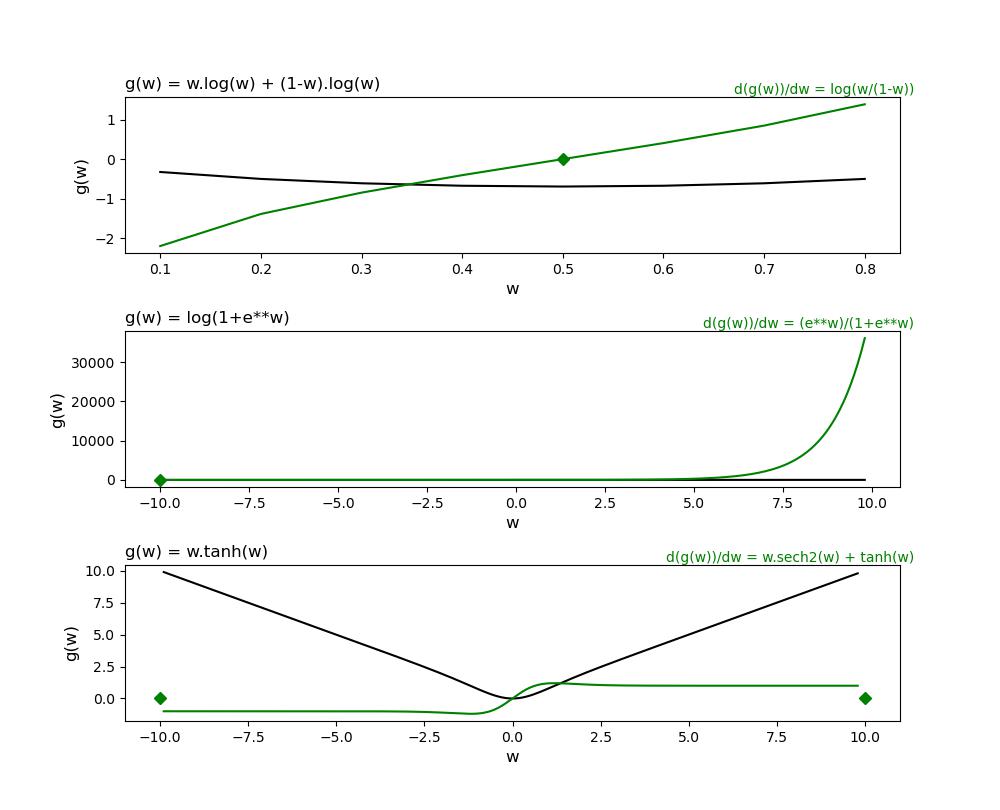 g(w) = w.log(w) + (1-w).log(w)
d(g(w))/dw = log(w/(1-w))
g(w)
1
0
−1
−2
0.1 0.2 0.3 0.4 0.5 0.6 0.7 0.8
w
g(w) = log(1+e**w)
d(g(w))/dw = (e**w)/(1+e**w)
g(w)
30000
20000
10000
0
−10.0 −7.5 −5.0 −2.5 0.0 2.5 5.0 7.5 10.0
w
g(w) = w.tanh(w)
d(g(w))/dw = w.sech2(w) + tanh(w)
g(w)
10.0
7.5
5.0
2.5
0.0
−10.0 −7.5 −5.0 −2.5 0.0 2.5 5.0 7.5 10.0
w